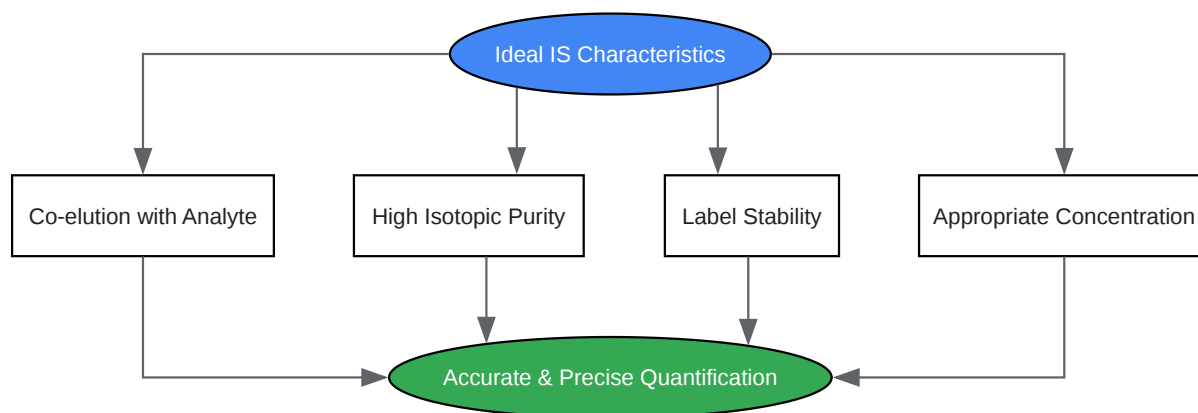 Ideal IS Characteristics
Co-elution with Analyte
High Isotopic Purity
Label Stability
Appropriate Concentration
Accurate & Precise Quantification